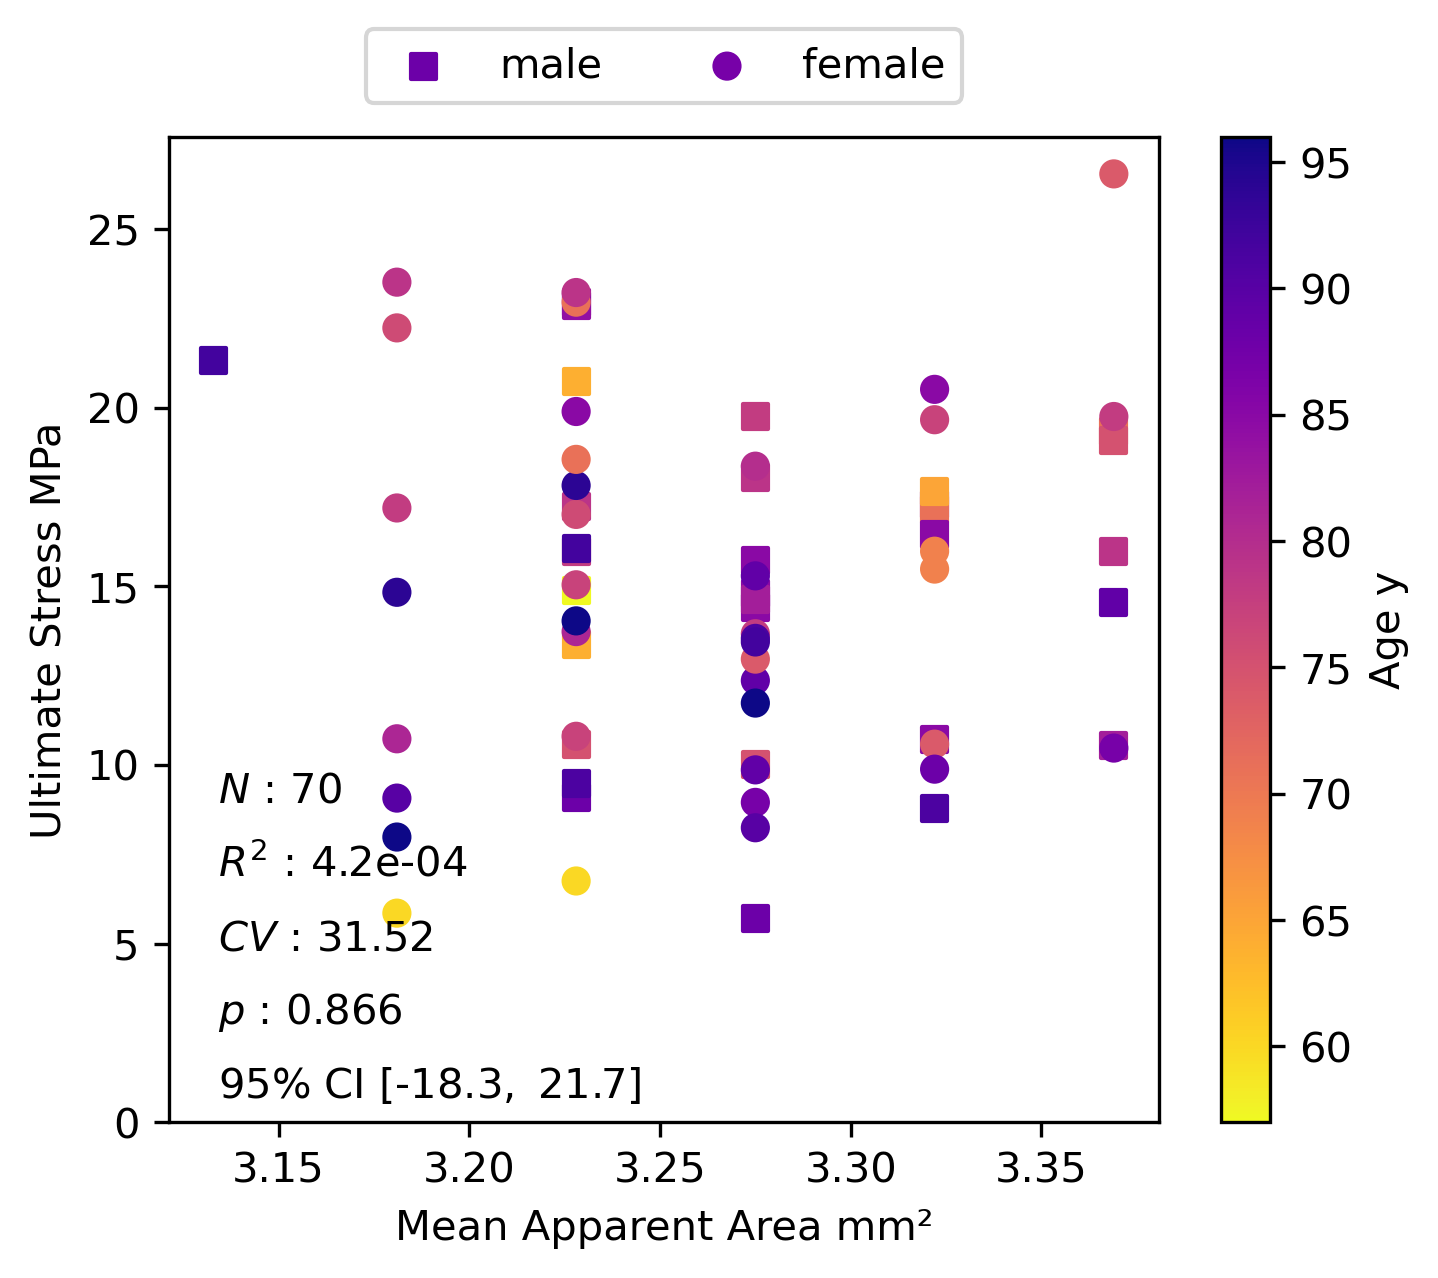 male female
25
20
15
10
5
0
Ultimate Stress MPa
N : 70
R² : 4.2e-04
CV : 31.52
p : 0.866
95% CI [-18.3, 21.7]
3.15 3.20 3.25 3.30 3.35
Mean Apparent Area mm²
95
90
85
80
75
70
65
60
Age y